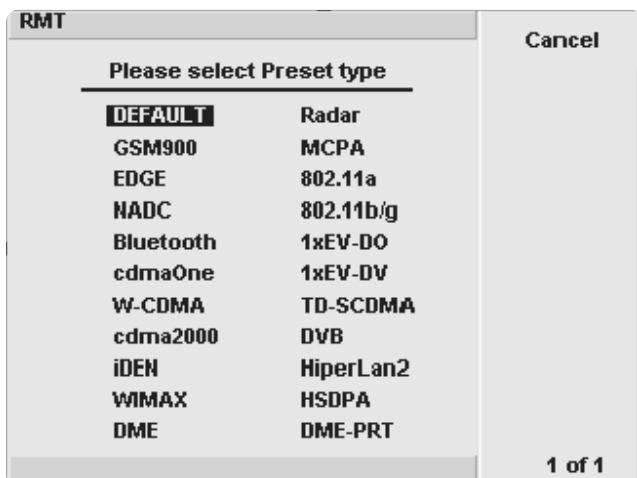 RMT
Cancel
Please select Preset type
DEFAULT Radar
GSM900 MCPA
EDGE 802.11a
NADC 802.11b/g
Bluetooth 1xEV-DO
cdmaOne 1xEV-DV
W-CDMA TD-SCDMA
cdma2000 DVB
iDEN HiperLan2
WIMAX HSDPA
DME DME-PRT
1 of 1